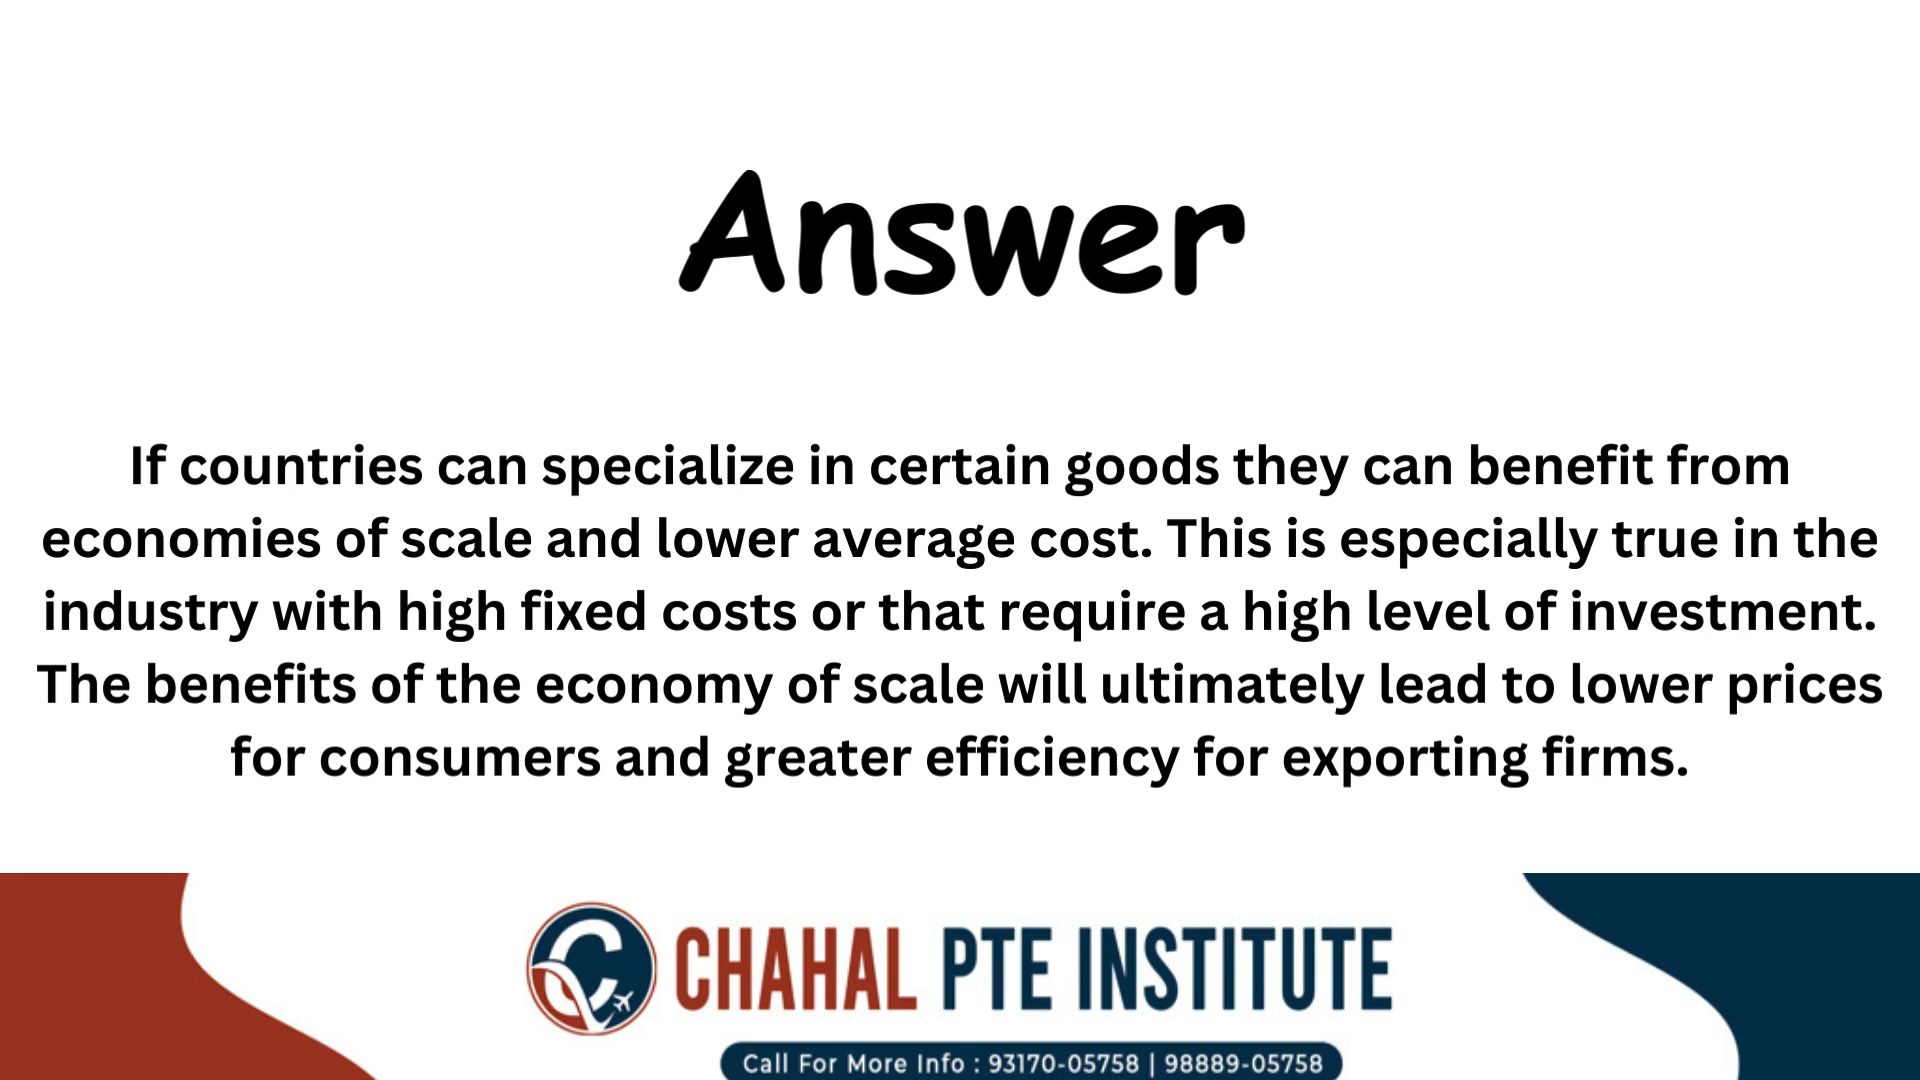 Answer
If countries can specialize in certain goods they can benefit from
economies of scale and lower average cost. This is especially true in the
industry with high fixed costs or that require a high level of investment.
The benefits of the economy of scale will ultimately lead to lower prices
for consumers and greater efficiency for exporting firms.
CHAHAL PTE INSTITUTE
Call For More Info : 93170-05758 | 98889-05758